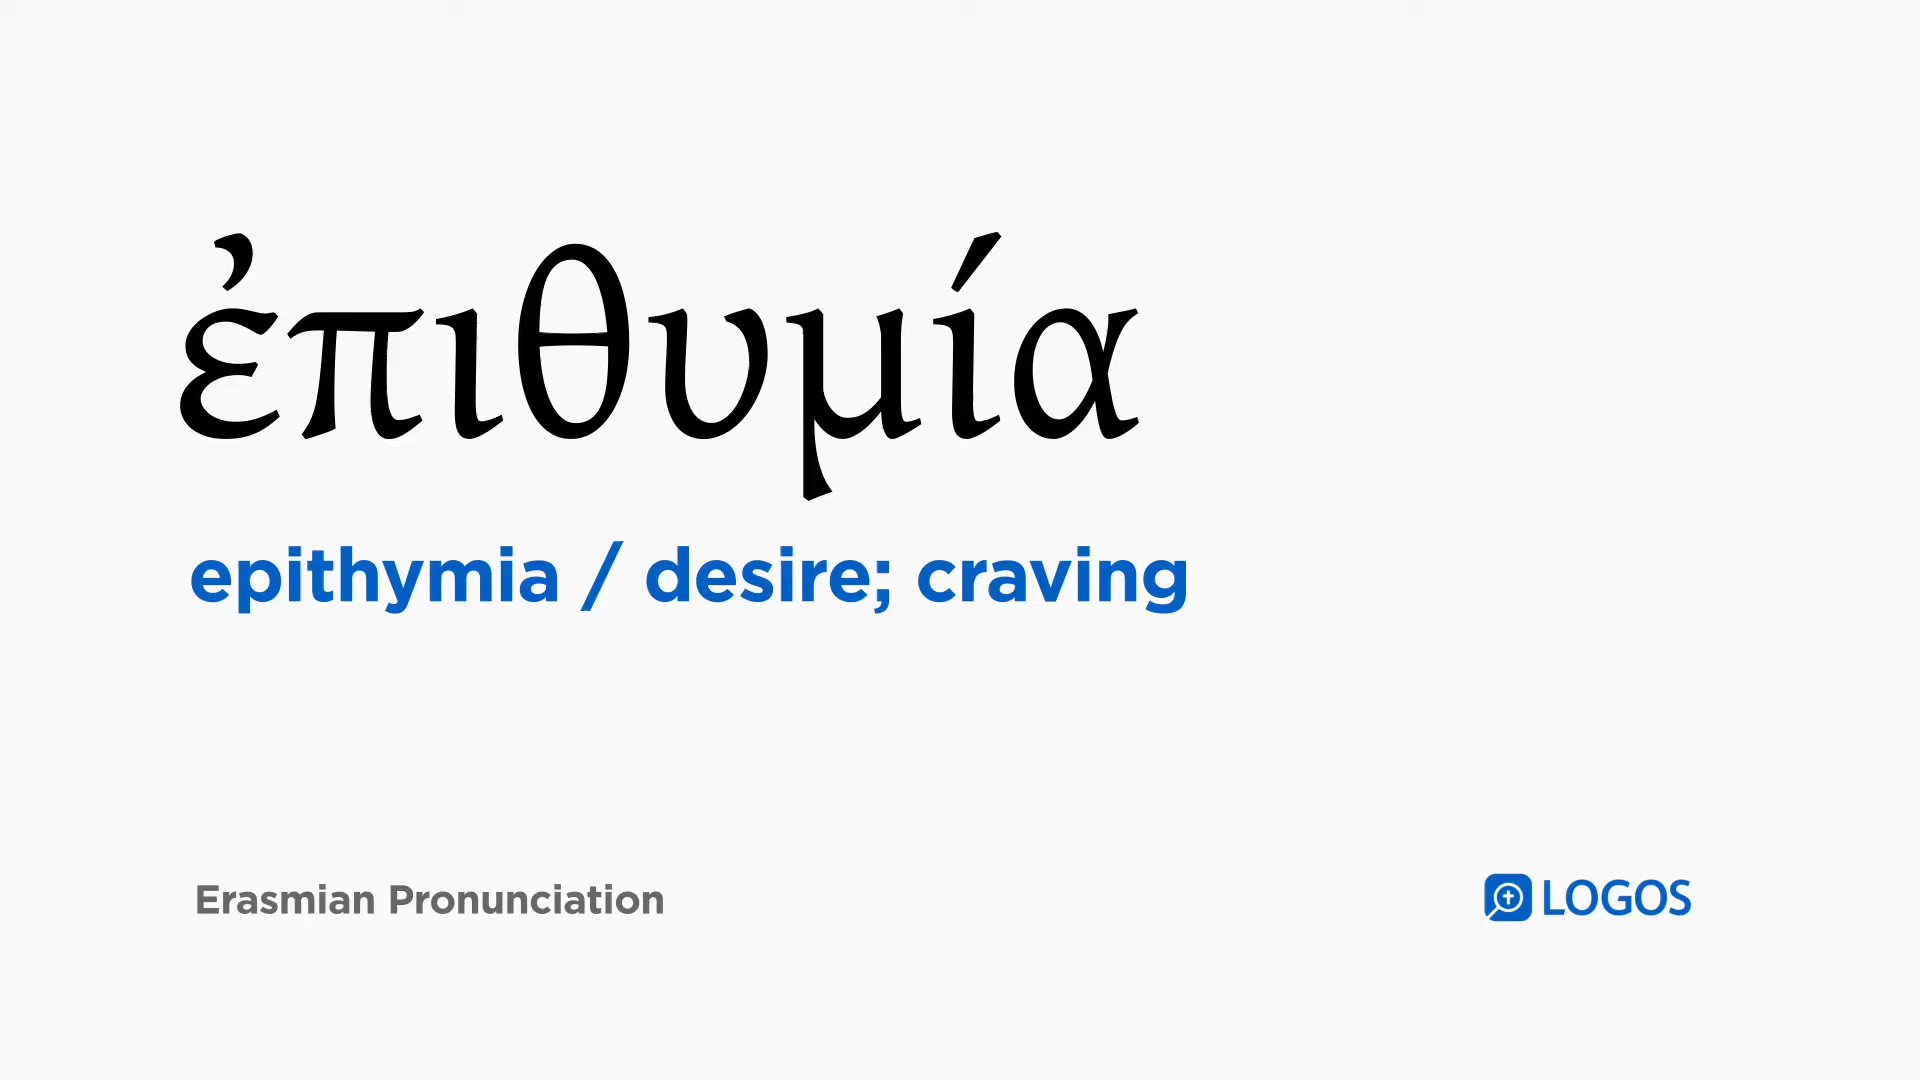 ἐπιθυμία
epithymia / desire; craving
Erasmian Pronunciation
LOGOS